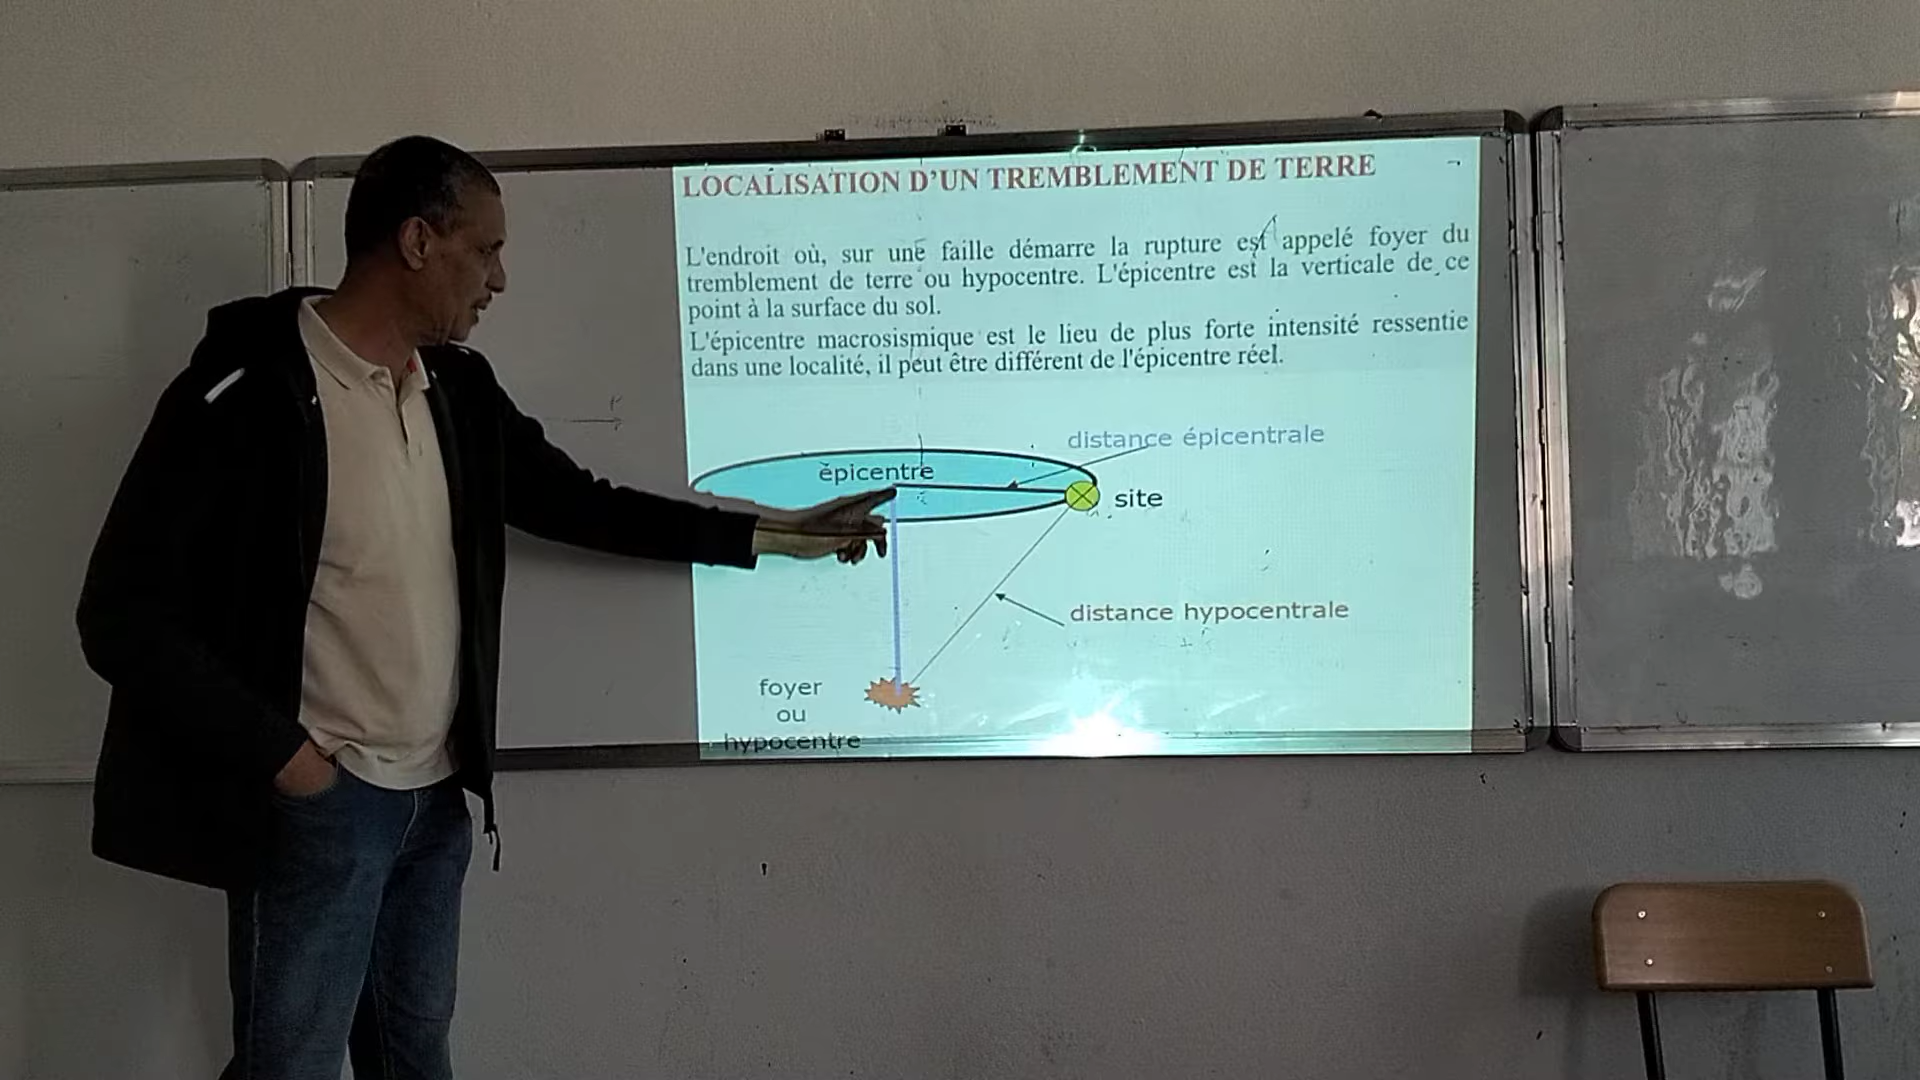 LOCALISATION D'UN TREMBLEMENT DE TERRE
L'endroit où, sur une faille démarre la rupture est appelé foyer du
tremblement de terre ou hypocentre. L'épicentre est la verticale de ce
point à la surface du sol.
L'épicentre macrosismique est le lieu de plus forte intensité ressentie
dans une localité, il peut être différent de l'épicentre réel.
distance épicentrale
épicentre
site
distance hypocentrale
foyer
ou
hypocentre